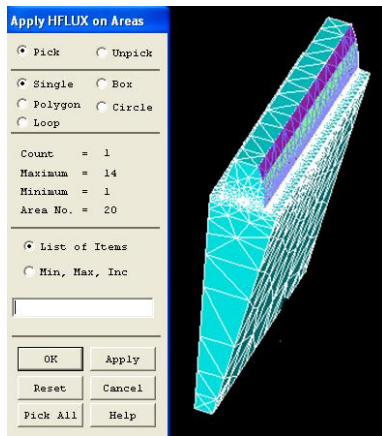 Apply HFLUX on Areas
Pick Unpick
Single Box
Polygon Circle
Loop
Count = 1
Maximum = 14
Minimum = 1
Area No. = 20
List of Items
Min, Max, Inc
OK Apply
Reset Cancel
Pick All Help